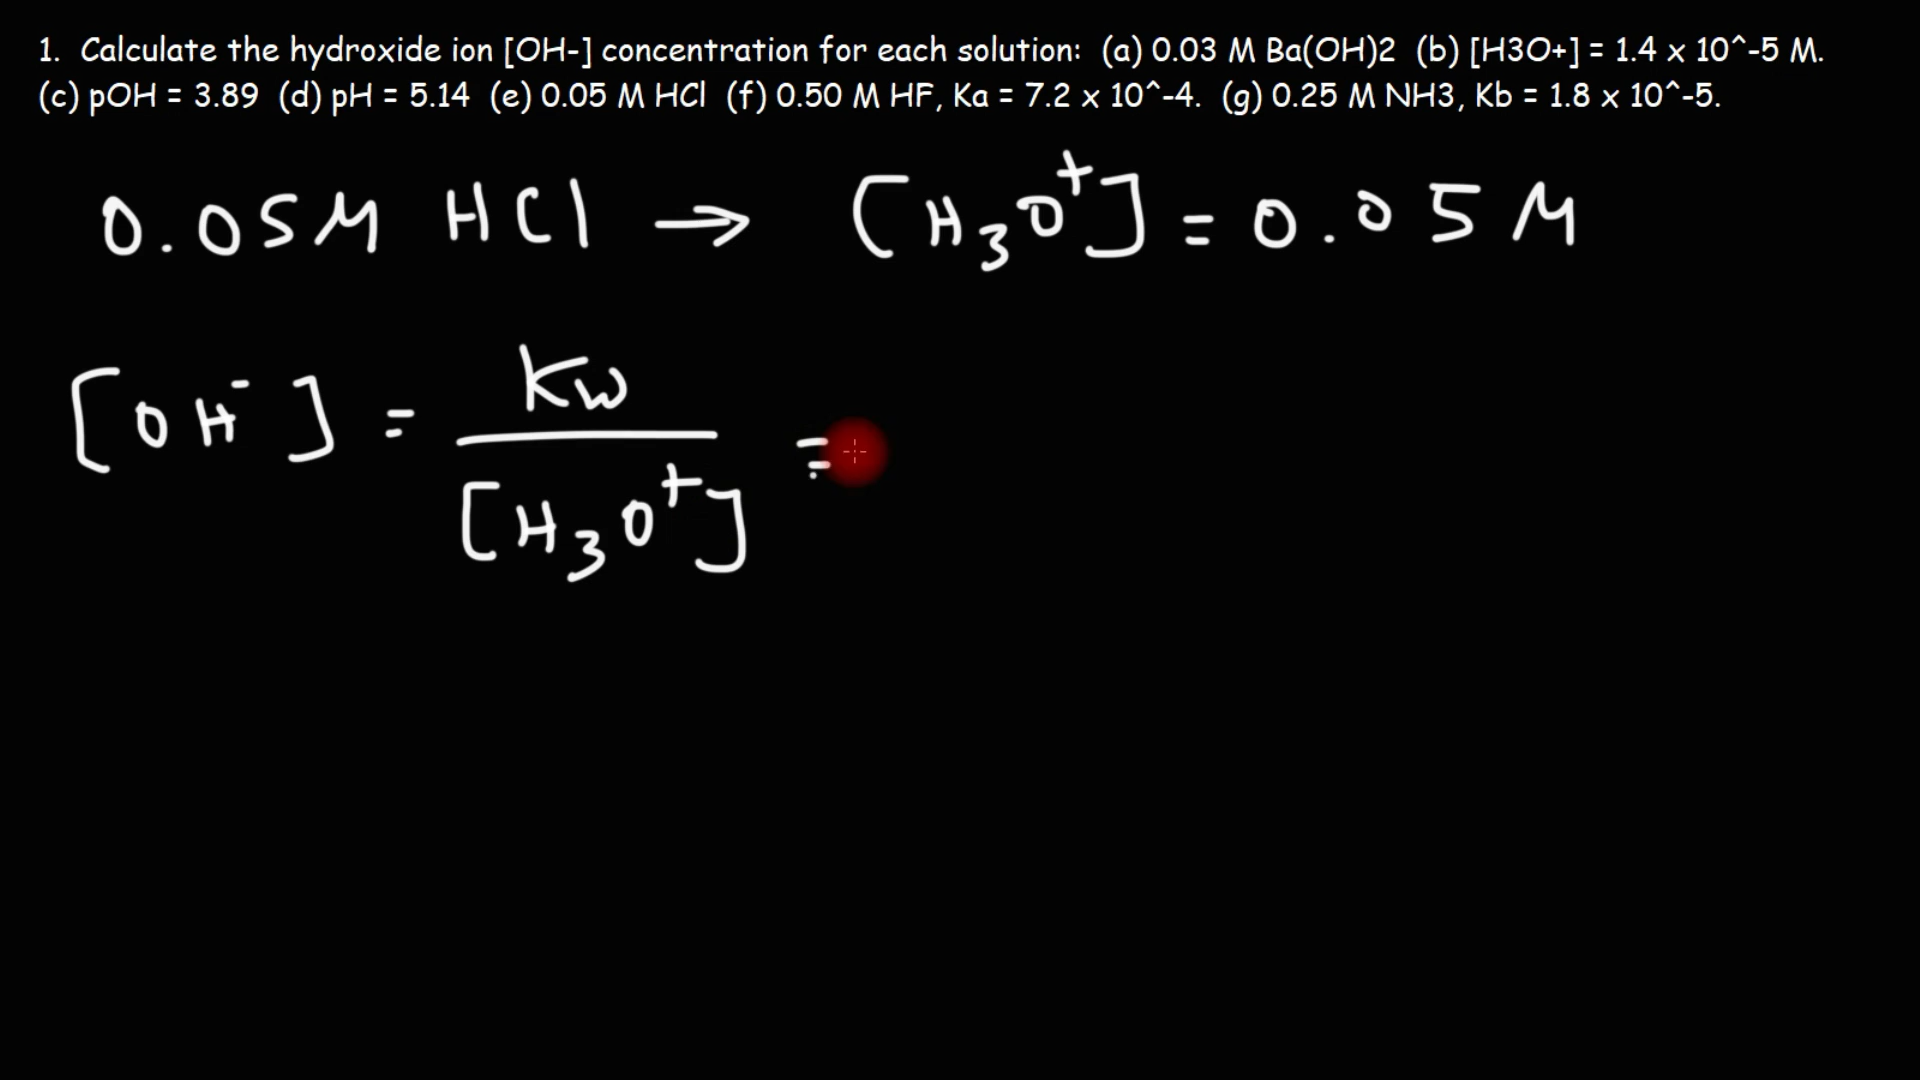 1. Calculate the hydroxide ion [OH-] concentration for each solution: (a) 0.03 M Ba(OH)2 (b) [H3O+] = 1.4 x 10^-5 M.
(c) pOH = 3.89 (d) pH = 5.14 (e) 0.05 M HCl (f) 0.50 M HF, Ka = 7.2 x 10^-4. (g) 0.25 M NH3, Kb = 1.8 x 10^-5.
0.05M HCl → [H₃O⁺] = 0.05 M
Kw
[OH⁻] = ——— =
[H₃O⁺]